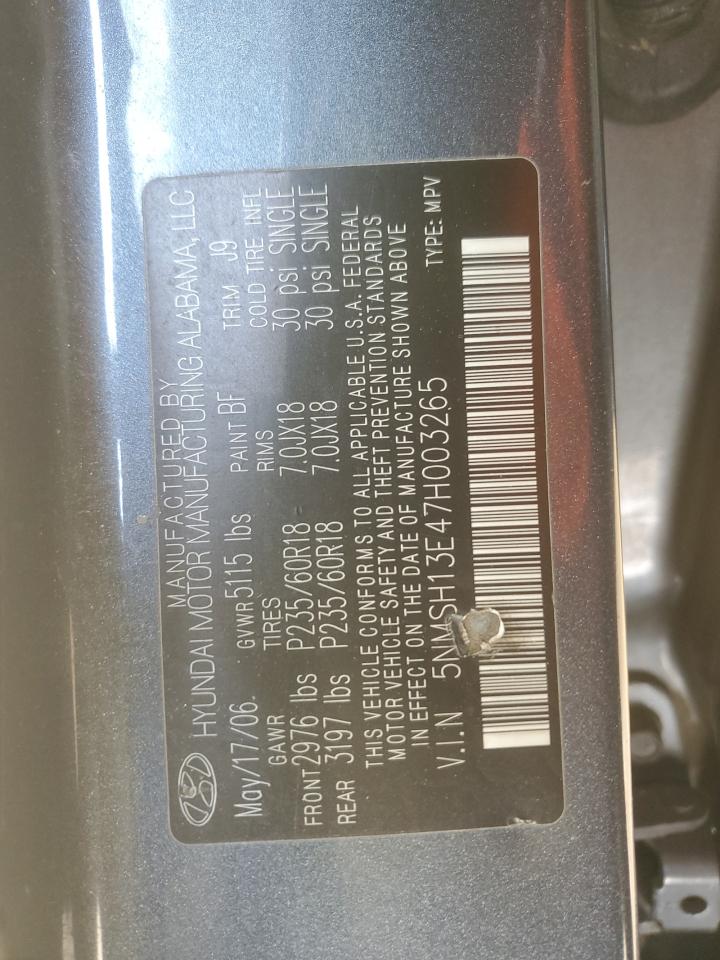 MANUFACTURED BY
HYUNDAI MOTOR MANUFACTURING ALABAMA, LLC
May/17/06 GVWR 5115 lbs PAINT BF TRIM J9
GAWR TIRES RIMS COLD TIRE INFL
FRONT 2976 lbs P235/60R18 7.0JX18 30 psi SINGLE
REAR 3197 lbs P235/60R18 7.0JX18 30 psi SINGLE
THIS VEHICLE CONFORMS TO ALL APPLICABLE U.S.A. FEDERAL
MOTOR VEHICLE SAFETY AND THEFT PREVENTION STANDARDS
IN EFFECT ON THE DATE OF MANUFACTURE SHOWN ABOVE
V.I.N 5NMSH13E47H003265 TYPE: MPV